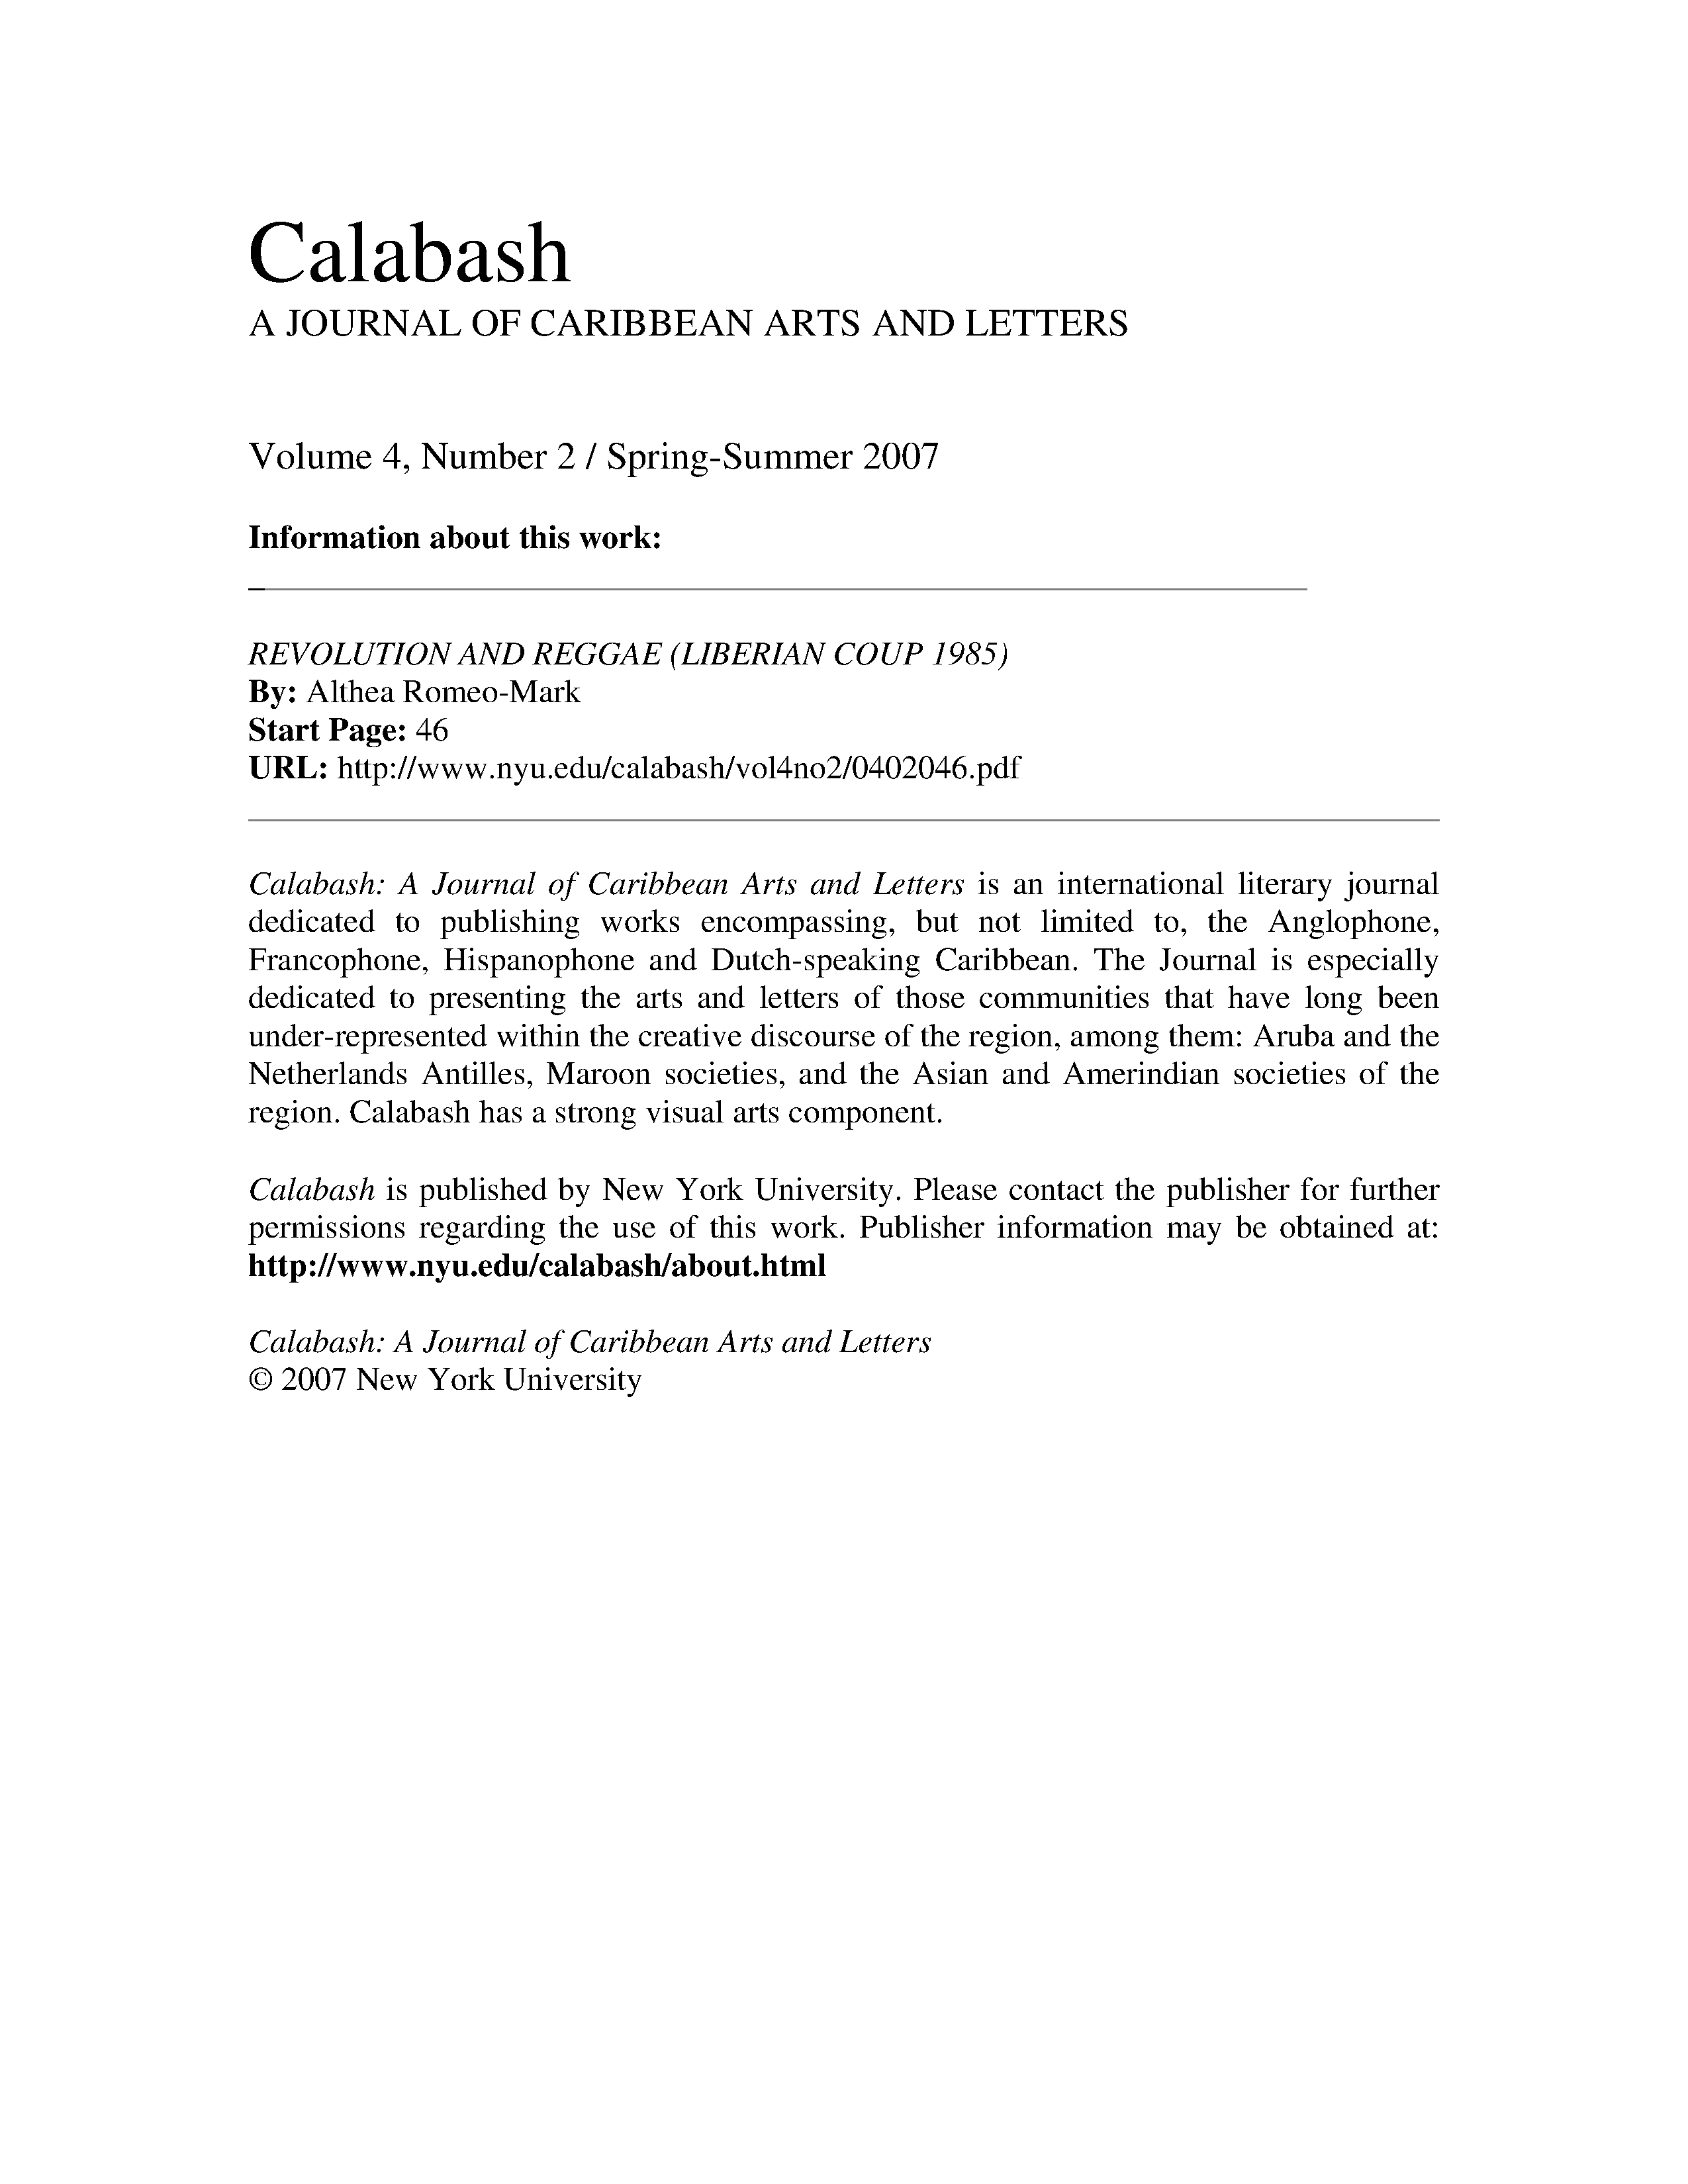 Calabash
A JOURNAL OF CARIBBEAN ARTS AND LETTERS
Volume 4, Number 2 / Spring-Summer 2007
Information about this work:
REVOLUTION AND REGGAE (LIBERIAN COUP 1985)
By: Althea Romeo-Mark
Start Page: 46
URL: http://www.nyu.edu/calabash/vol4no2/0402046.pdf
Calabash: A Journal of Caribbean Arts and Letters is an international literary journal
dedicated to publishing works encompassing, but not limited to, the Anglophone,
Francophone, Hispanophone and Dutch-speaking Caribbean. The Journal is especially
dedicated to presenting the arts and letters of those communities that have long been
under-represented within the creative discourse of the region, among them: Aruba and the
Netherlands Antilles, Maroon societies, and the Asian and Amerindian societies of the
region. Calabash has a strong visual arts component.
Calabash is published by New York University. Please contact the publisher for further
permissions regarding the use of this work. Publisher information may be obtained at:
http://www.nyu.edu/calabash/about.html
Calabash: A Journal of Caribbean Arts and Letters
© 2007 New York University